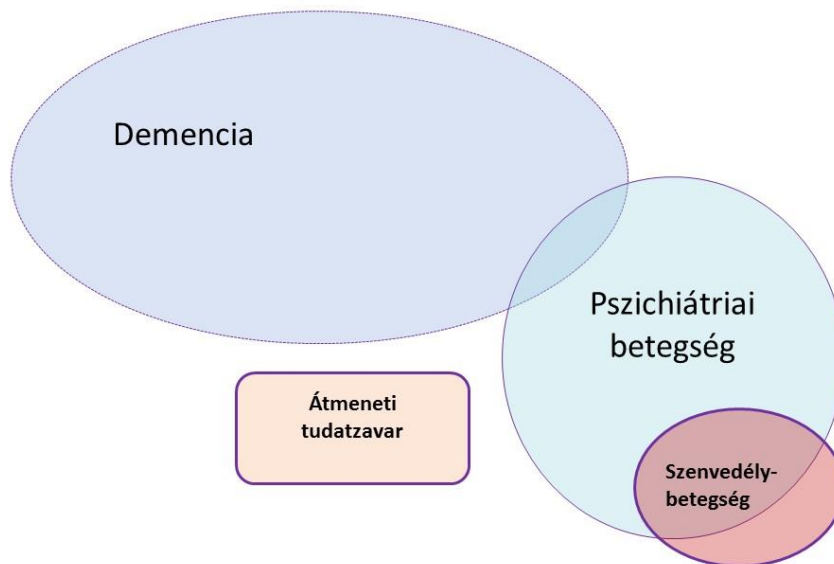 Demencia
Pszichiátriai
betegség
Átmeneti
tudatzavar
Szenvedély-
betegség